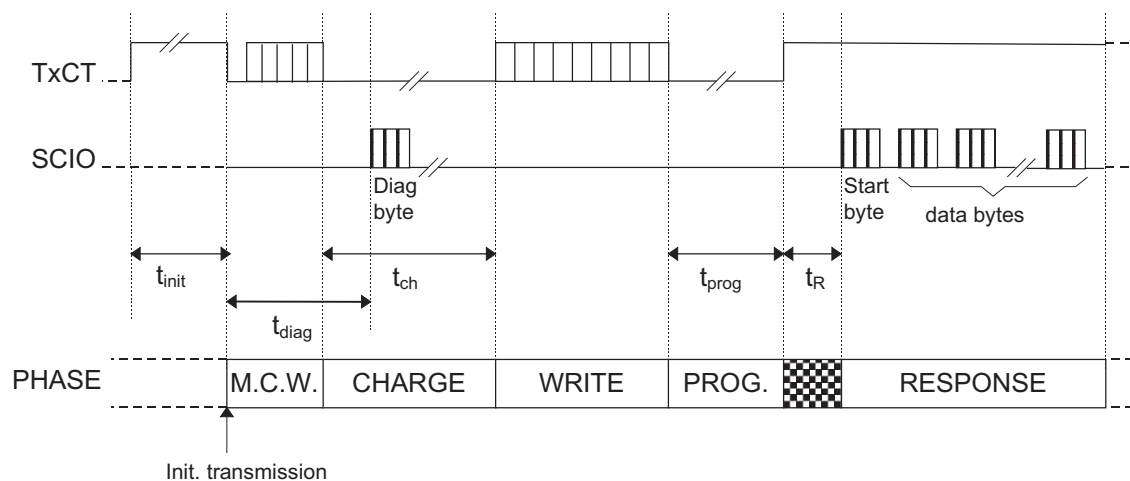 TxCT
SCIO
Diag
byte
Start
byte
data bytes
tinit
tch
tprog
tR
tdiag
PHASE
M.C.W.
CHARGE
WRITE
PROG.
RESPONSE
Init. transmission